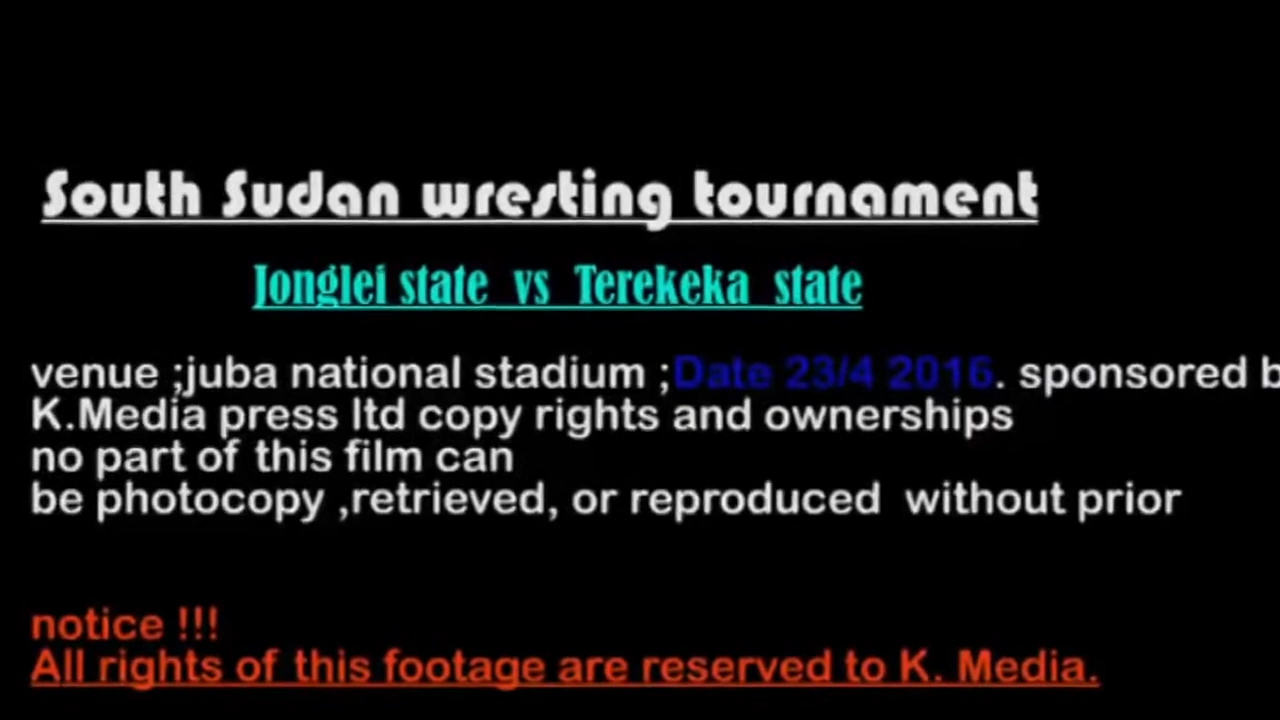 South Sudan wresting tournament
Jonglei state vs Terekeka state
venue ;juba national stadium ;Date 23/4 2016. sponsored b
K.Media press ltd copy rights and ownerships
no part of this film can
be photocopy ,retrieved, or reproduced without prior
notice !!!
All rights of this footage are reserved to K. Media.